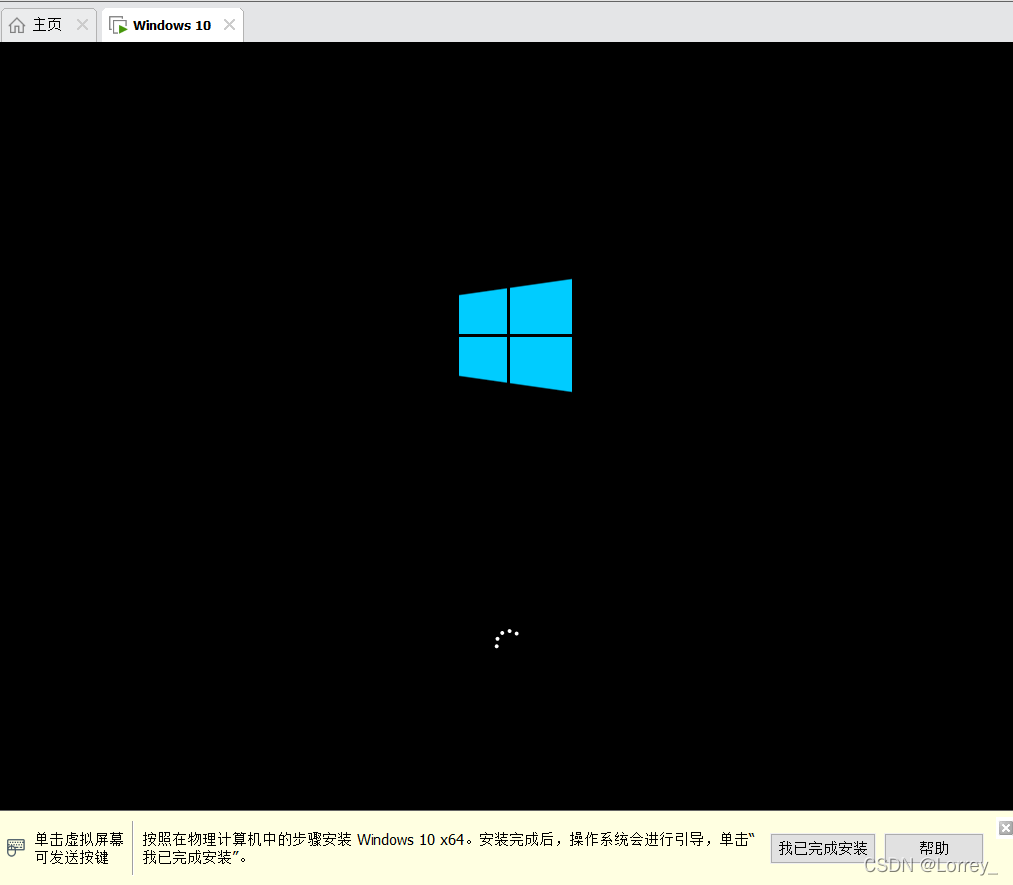 主页
Windows 10
单击虚拟屏幕
可发送按键
按照在物理计算机中的步骤安装 Windows 10 x64。安装完成后，操作系统会进行引导，单击“
我已完成安装”。
我已完成安装
帮助
CSDN @Lorrey_